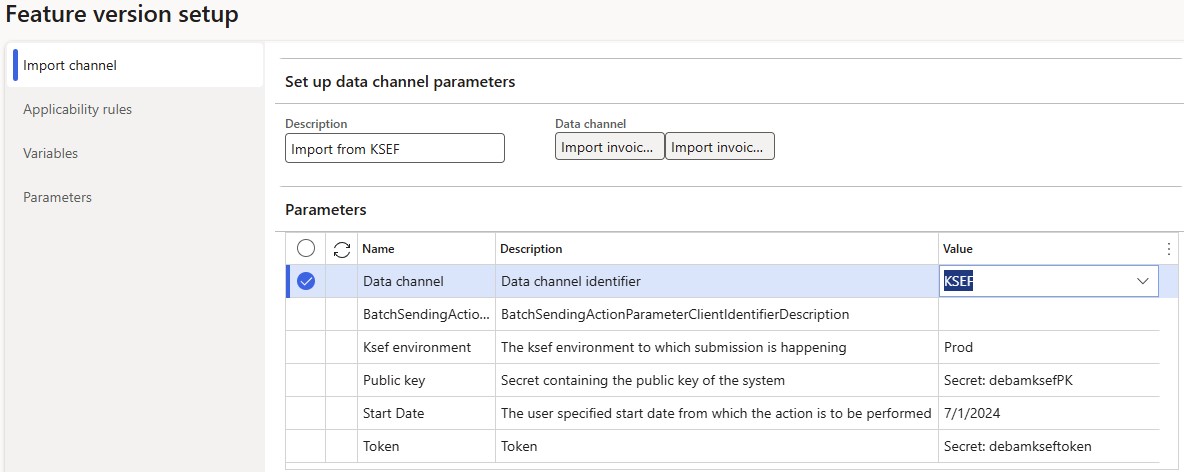 Feature version setup
Import channel
Applicability rules
Variables
Parameters
Set up data channel parameters
Description
Import from KSEF
Data channel
Import invoic... Import invoic...
Parameters
Name Description Value
Data channel Data channel identifier KSEF
BatchSendingActio... BatchSendingActionParameterClientIdentifierDescription
Ksef environment The ksef environment to which submission is happening Prod
Public key Secret containing the public key of the system Secret: debamksefPK
Start Date The user specified start date from which the action is to be performed 7/1/2024
Token Token Secret: debamkseftoken